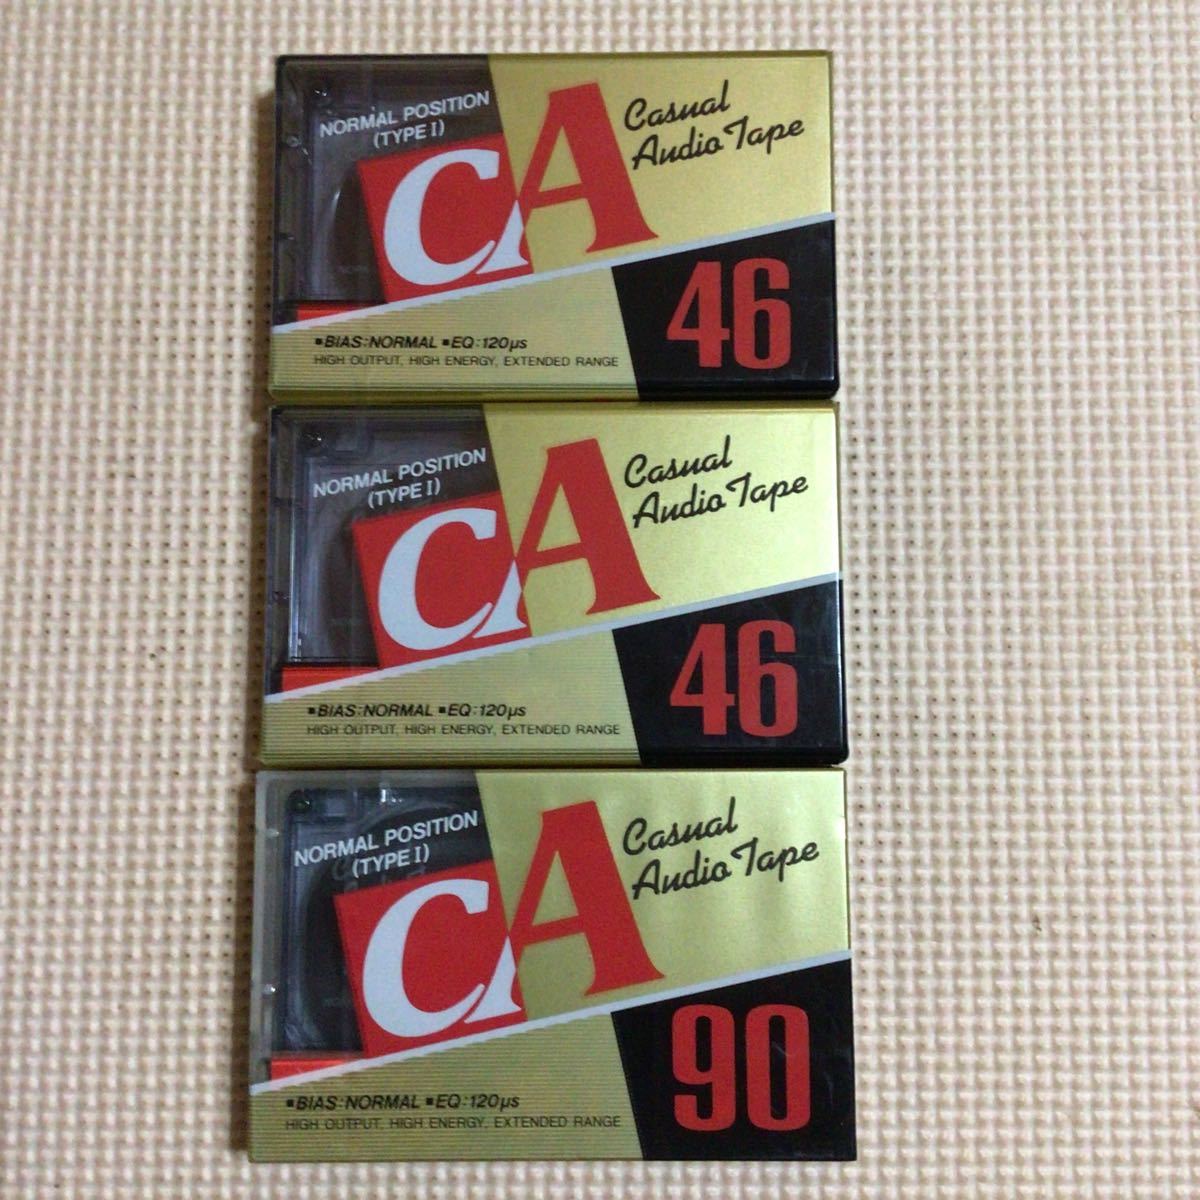 NORMAL POSITION
(TYPE I)
CA
Casual
Audio Tape
46
▪BIAS:NORMAL ▪EQ:120µs
HIGH OUTPUT, HIGH ENERGY, EXTENDED RANGE
NORMAL POSITION
(TYPE I)
CA
Casual
Audio Tape
46
▪BIAS:NORMAL ▪EQ:120µs
HIGH OUTPUT, HIGH ENERGY, EXTENDED RANGE
NORMAL POSITION
(TYPE I)
CA
Casual
Audio Tape
90
▪BIAS:NORMAL ▪EQ:120µs
HIGH OUTPUT, HIGH ENERGY, EXTENDED RANGE